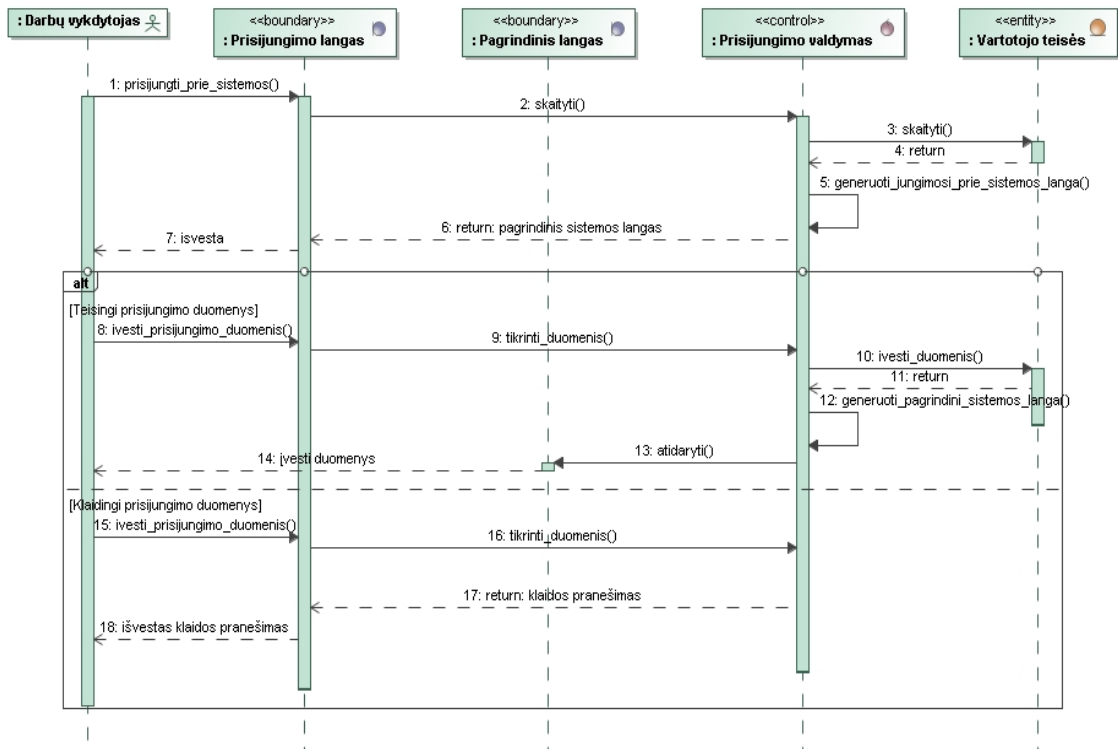 : Darbų vykdytojas
<<boundary>>
: Prisijungimo langas
<<boundary>>
: Pagrindinis langas
<<control>>
: Prisijungimo valdymas
<<entity>>
: Vartotojo teisės
1: prisijungti_prie_sistemos()
2: skaityti()
3: skaityti()
4: return
5: generuoti_jungimosi_prie_sistemos_langa()
6: return: pagrindinis sistemos langas
7: isvesta
alt
[Teisingi prisijungimo duomenys]
8: ivesti_prisijungimo_duomenis()
9: tikrinti_duomenis()
10: ivesti_duomenis()
11: return
12: generuoti_pagrindini_sistemos_langa()
13: atidaryti()
14: įvesti duomenys
[Klaidingi prisijungimo duomenys]
15: ivesti_prisijungimo_duomenis()
16: tikrinti_duomenis()
17: return: klaidos pranešimas
18: išvestas klaidos pranešimas